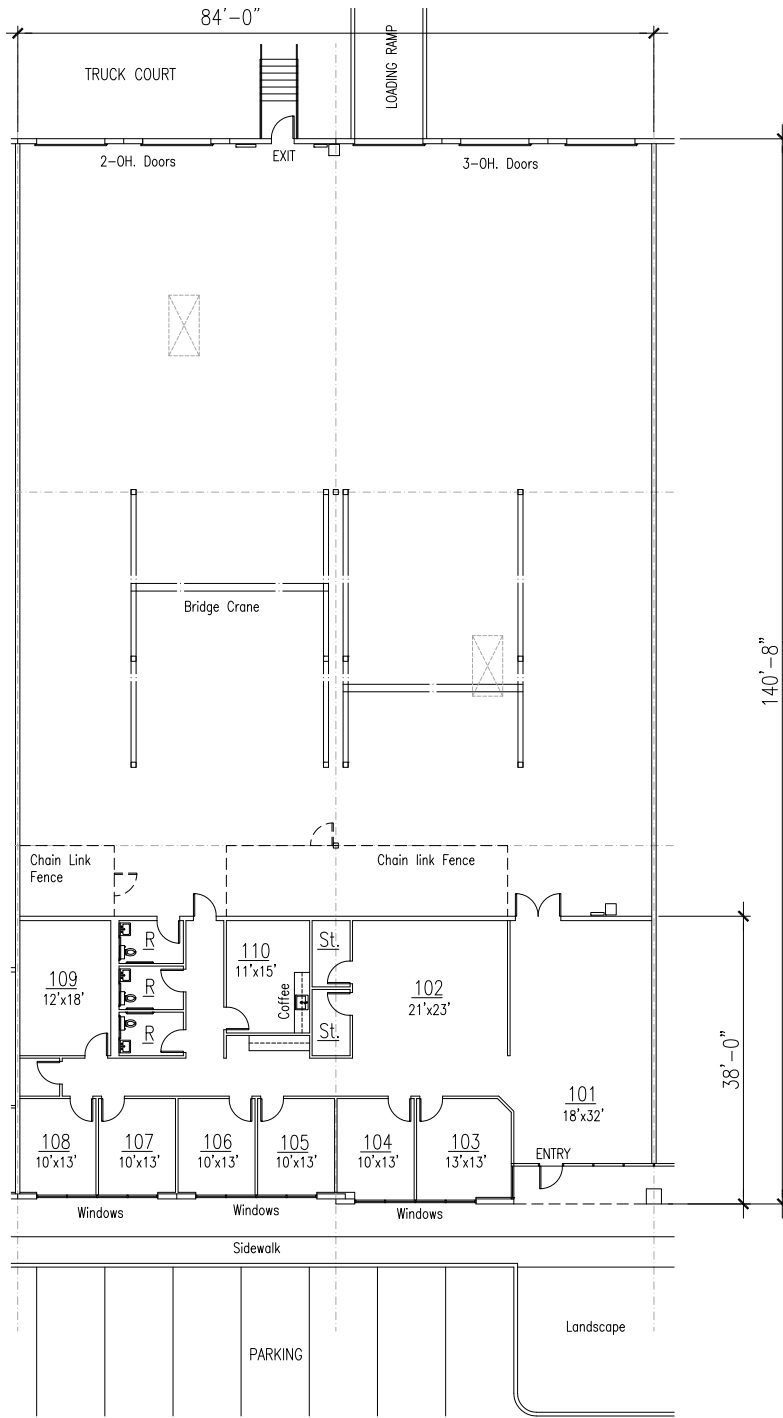 84'-0"
TRUCK COURT
LOADING RAMP
2-OH. Doors
EXIT
3-OH. Doors
Bridge Crane
140'-8"
Chain Link
Fence
Chain link Fence
R
R
R
109
12'x18'
110
11'x15'
Coffee
St.
St.
102
21'x23'
38'-0"
101
18'x32'
ENTRY
108
10'x13'
107
10'x13'
106
10'x13'
105
10'x13'
104
10'x13'
103
13'x13'
Windows
Windows
Windows
Sidewalk
PARKING
Landscape